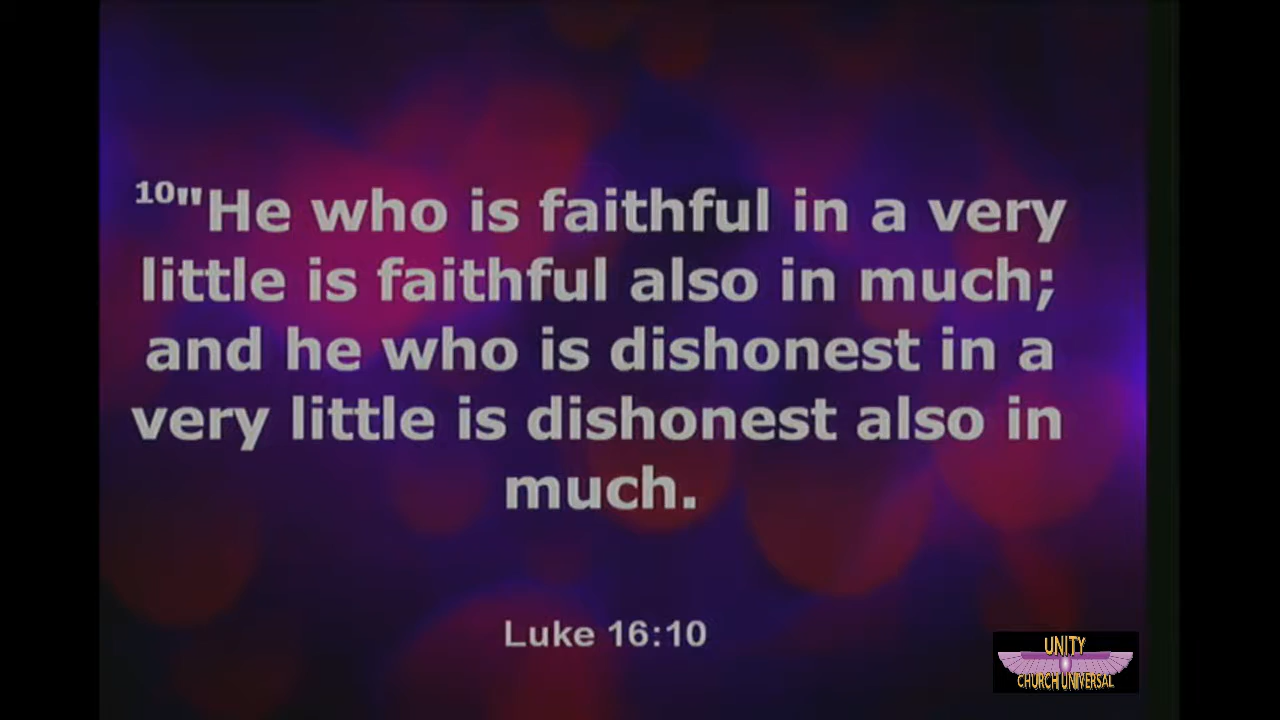 10"He who is faithful in a very
little is faithful also in much;
and he who is dishonest in a
very little is dishonest also in
much.
Luke 16:10
UNITY
CHURCH UNIVERSAL